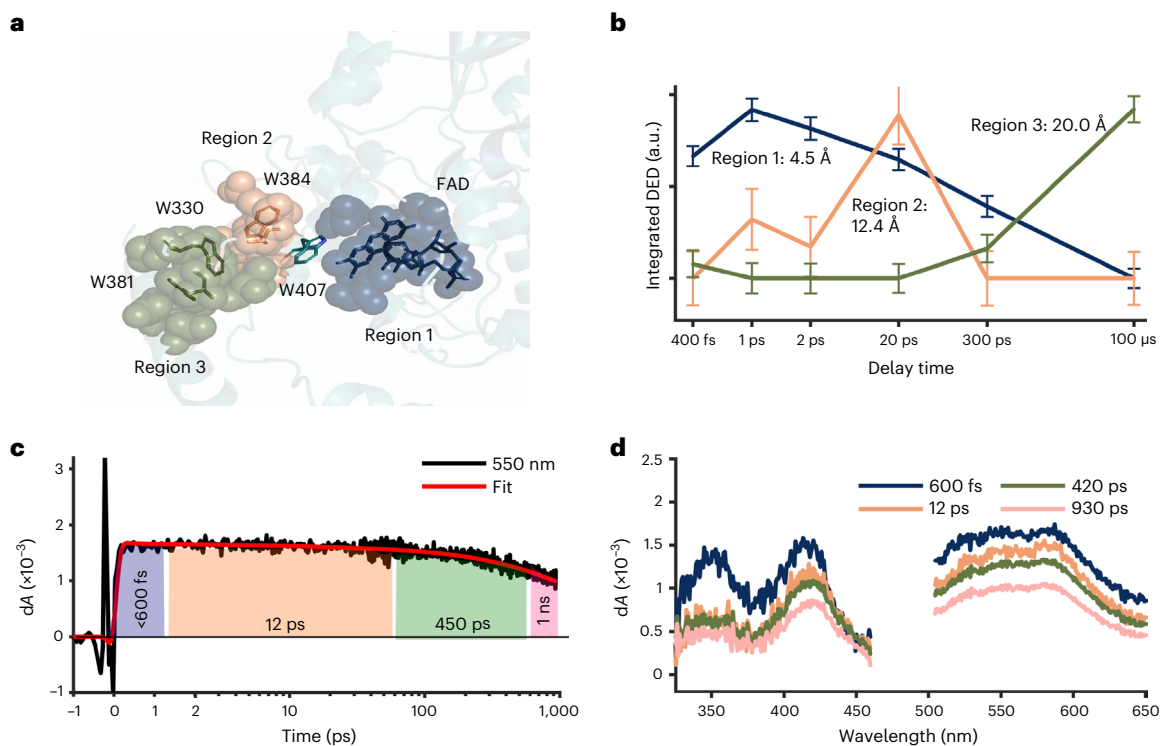 a
Region 2
W384
FAD
W330
W381
W407
Region 1
Region 3
b
Integrated DED (a.u.)
Region 3: 20.0 Å
Region 1: 4.5 Å
Region 2:
12.4 Å
400 fs 1 ps 2 ps 20 ps 300 ps 100 µs
Delay time
c
dA (×10⁻³)
3
2
1
0
–1
550 nm
Fit
<600 fs
12 ps
450 ps
1 ns
–1 0 1 2 10 100 1,000
Time (ps)
d
dA (×10⁻³)
2.5
2
1.5
1
0.5
0
600 fs 420 ps
12 ps 930 ps
350 400 450 500 550 600 650
Wavelength (nm)